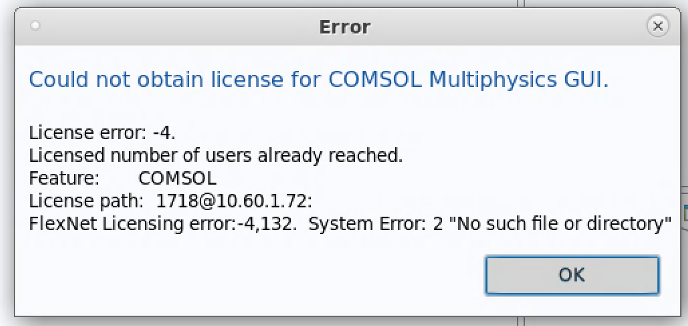 Error
Could not obtain license for COMSOL Multiphysics GUI.
License error: -4.
Licensed number of users already reached.
Feature: COMSOL
License path: 1718@10.60.1.72:
FlexNet Licensing error:-4,132. System Error: 2 "No such file or directory"
OK